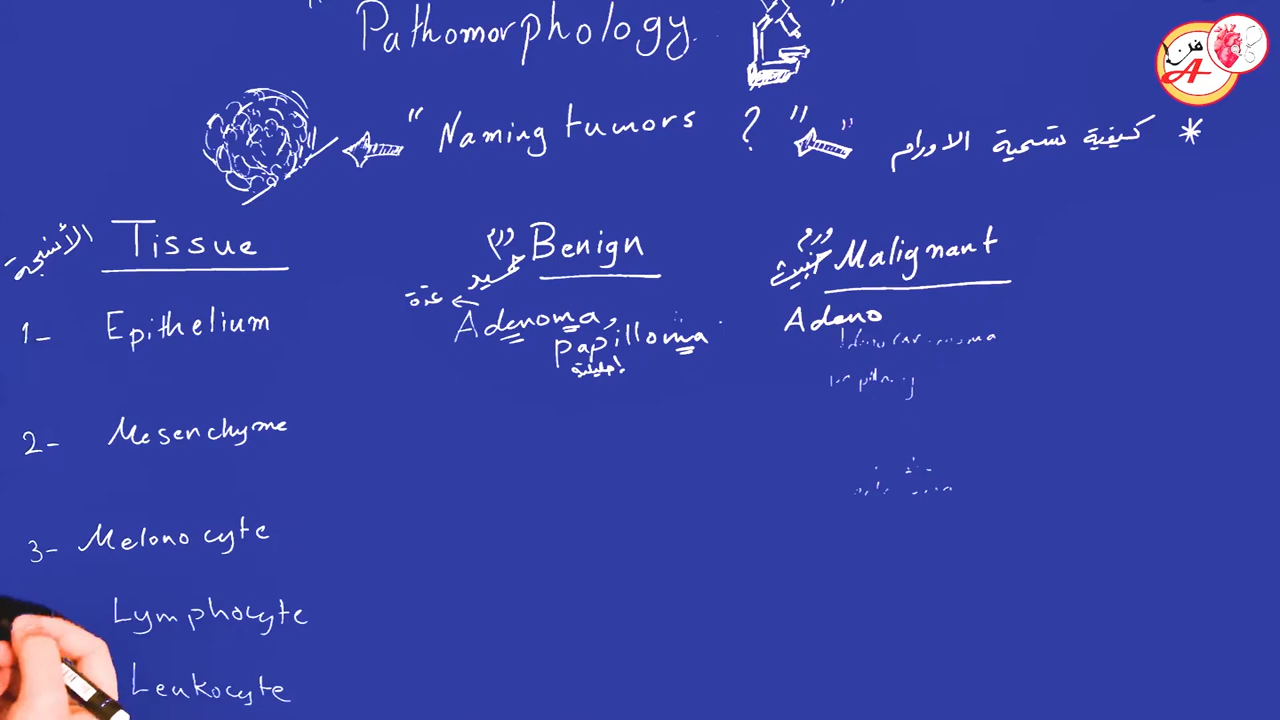 " Pathomorphology "
" Naming tumors ? "
* كيفية تسمية الاورام
فن
A
الأنسجة
Tissue
ورم
حميد
Benign
ورم
خبيث
Malignant
1- Epithelium
غدة
Adenoma,
papilloma
Adeno
2- Mesenchyme
3- Melonocyte
Lymphocyte
Leukocyte